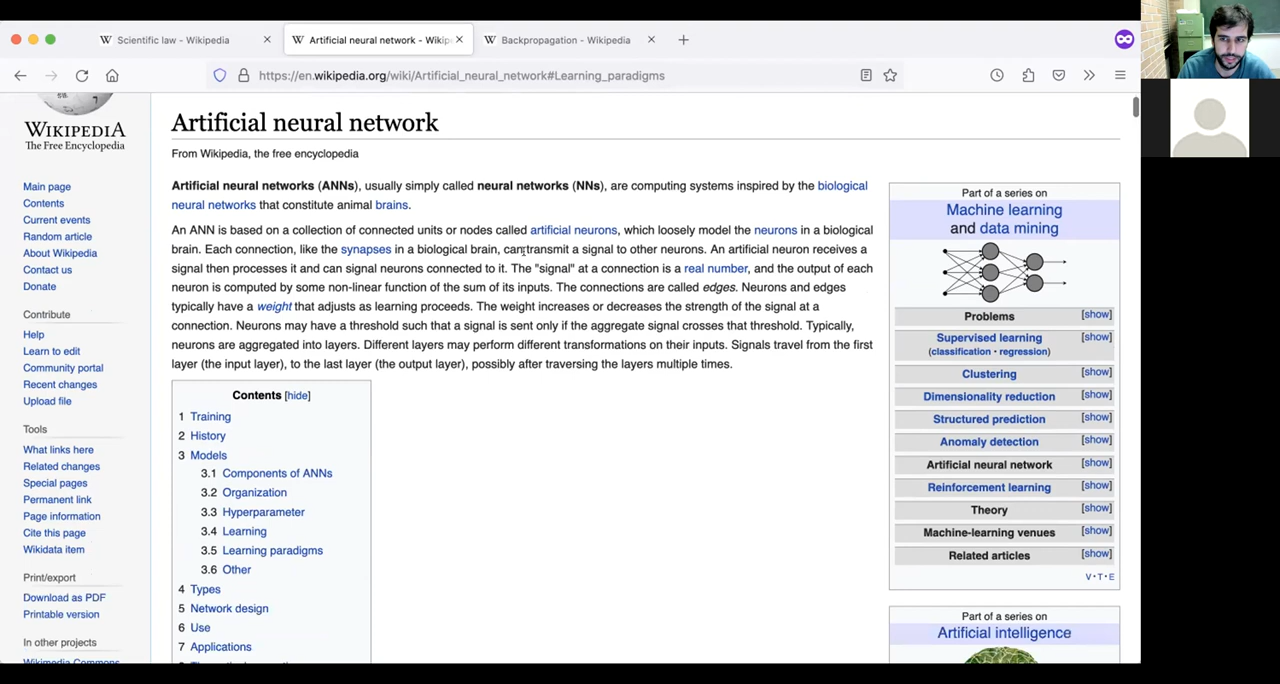 Scientific law - Wikipedia
Artificial neural network - Wikip
Backpropagation - Wikipedia
https://en.wikipedia.org/wiki/Artificial_neural_network#Learning_paradigms
WIKIPEDIA
The Free Encyclopedia
Main page
Contents
Current events
Random article
About Wikipedia
Contact us
Donate
Contribute
Help
Learn to edit
Community portal
Recent changes
Upload file
Tools
What links here
Related changes
Special pages
Permanent link
Page information
Cite this page
Wikidata item
Print/export
Download as PDF
Printable version
In other projects
Wikimedia Commons
Artificial neural network
From Wikipedia, the free encyclopedia
Artificial neural networks (ANNs), usually simply called neural networks (NNs), are computing systems inspired by the biological
neural networks that constitute animal brains.
An ANN is based on a collection of connected units or nodes called artificial neurons, which loosely model the neurons in a biological
brain. Each connection, like the synapses in a biological brain, can transmit a signal to other neurons. An artificial neuron receives a
signal then processes it and can signal neurons connected to it. The "signal" at a connection is a real number, and the output of each
neuron is computed by some non-linear function of the sum of its inputs. The connections are called edges. Neurons and edges
typically have a weight that adjusts as learning proceeds. The weight increases or decreases the strength of the signal at a
connection. Neurons may have a threshold such that a signal is sent only if the aggregate signal crosses that threshold. Typically,
neurons are aggregated into layers. Different layers may perform different transformations on their inputs. Signals travel from the first
layer (the input layer), to the last layer (the output layer), possibly after traversing the layers multiple times.
Contents [hide]
1 Training
2 History
3 Models
3.1 Components of ANNs
3.2 Organization
3.3 Hyperparameter
3.4 Learning
3.5 Learning paradigms
3.6 Other
4 Types
5 Network design
6 Use
7 Applications
Part of a series on
Machine learning
and data mining
Problems [show]
Supervised learning [show]
(classification • regression)
Clustering [show]
Dimensionality reduction [show]
Structured prediction [show]
Anomaly detection [show]
Artificial neural network [show]
Reinforcement learning [show]
Theory [show]
Machine-learning venues [show]
Related articles [show]
V•T•E
Part of a series on
Artificial intelligence